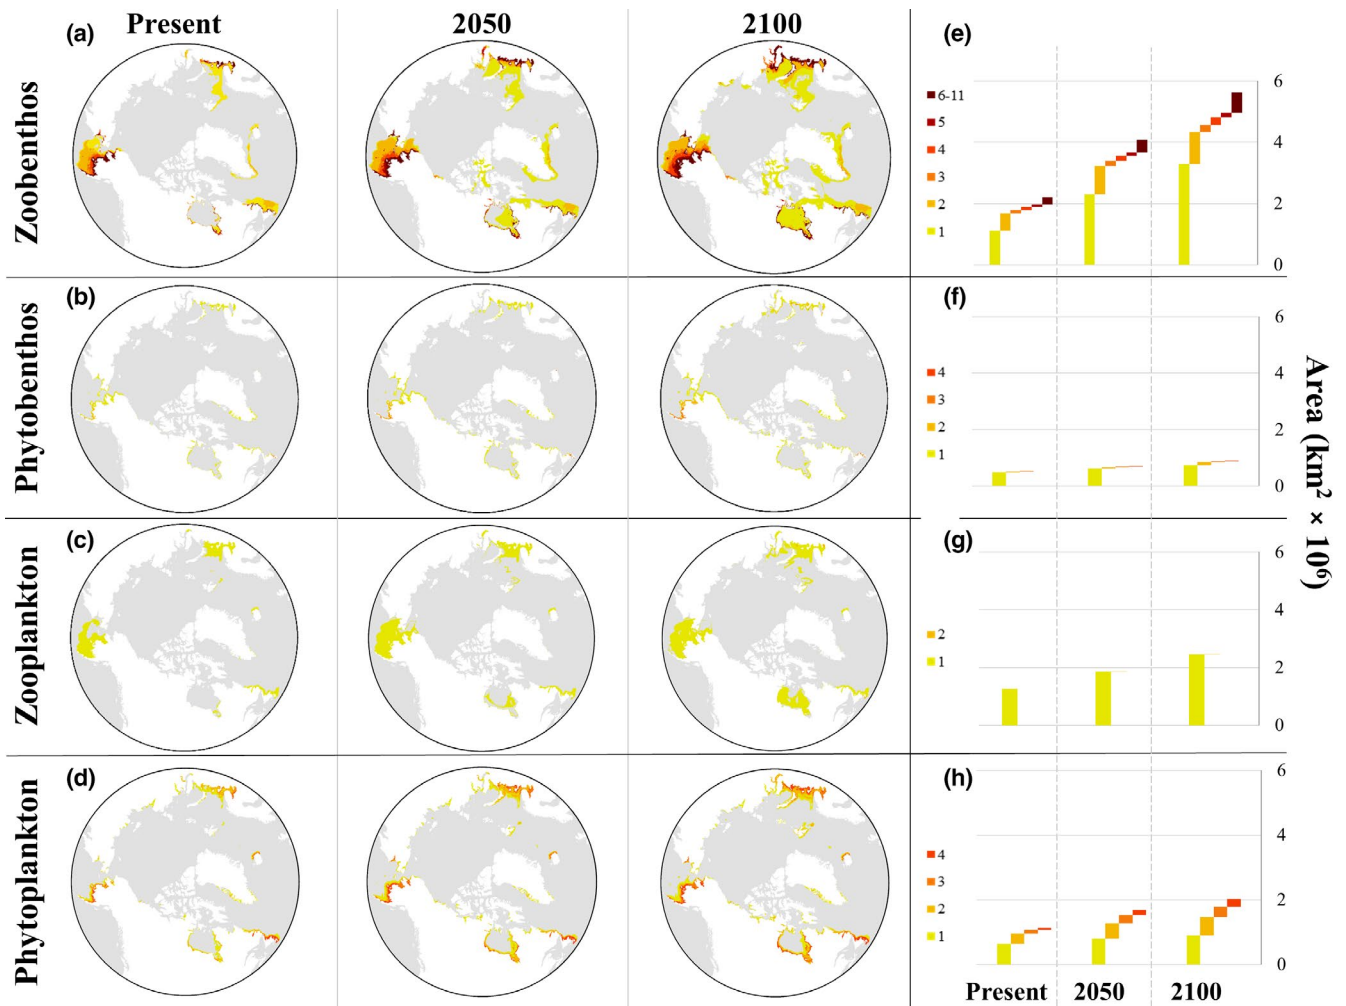 Present
2050
2100
Zoobenthos
(a)
(e)
6-11
5
4
3
2
1
6
4
2
0
Phytobenthos
(b)
(f)
4
3
2
1
6
4
2
0
Area (km² × 10⁶)
Zooplankton
(c)
(g)
2
1
6
4
2
0
Phytoplankton
(d)
(h)
4
3
2
1
6
4
2
0
Present
2050
2100